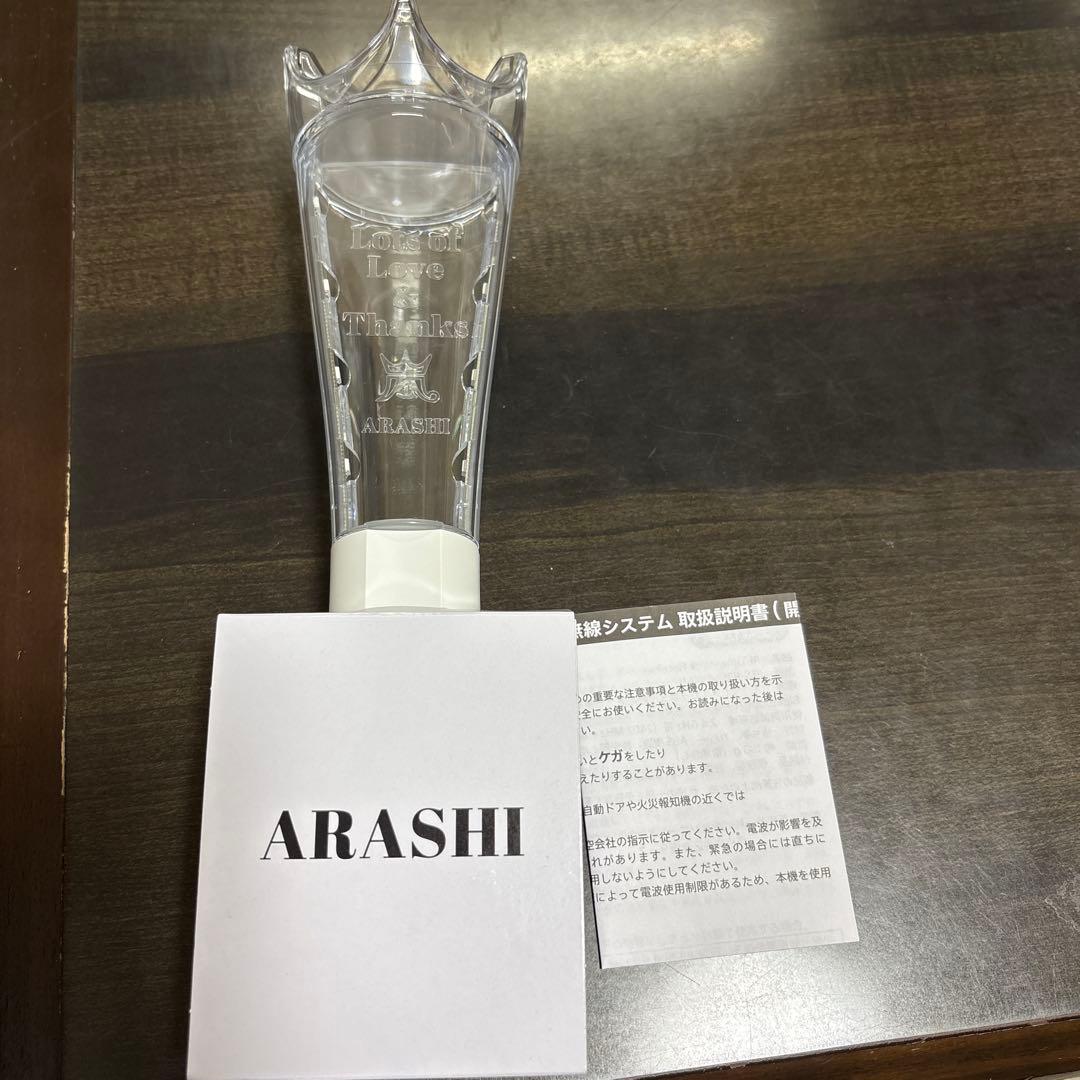 Lots of
Love
&
Thanks
嵐
ARASHI
ARASHI
無線システム 取扱説明書 ( 開
めの重要な注意事項と本機の取り扱い方を示
安全にお使いください。お読みになった後は
い。
いとケガをしたり
えたりすることがあります。
自動ドアや火災報知機の近くでは
空会社の指示に従ってください。電波が影響を及
れがあります。また、緊急の場合には直ちに
用しないようにしてください。
によって電波使用制限があるため、本機を使用